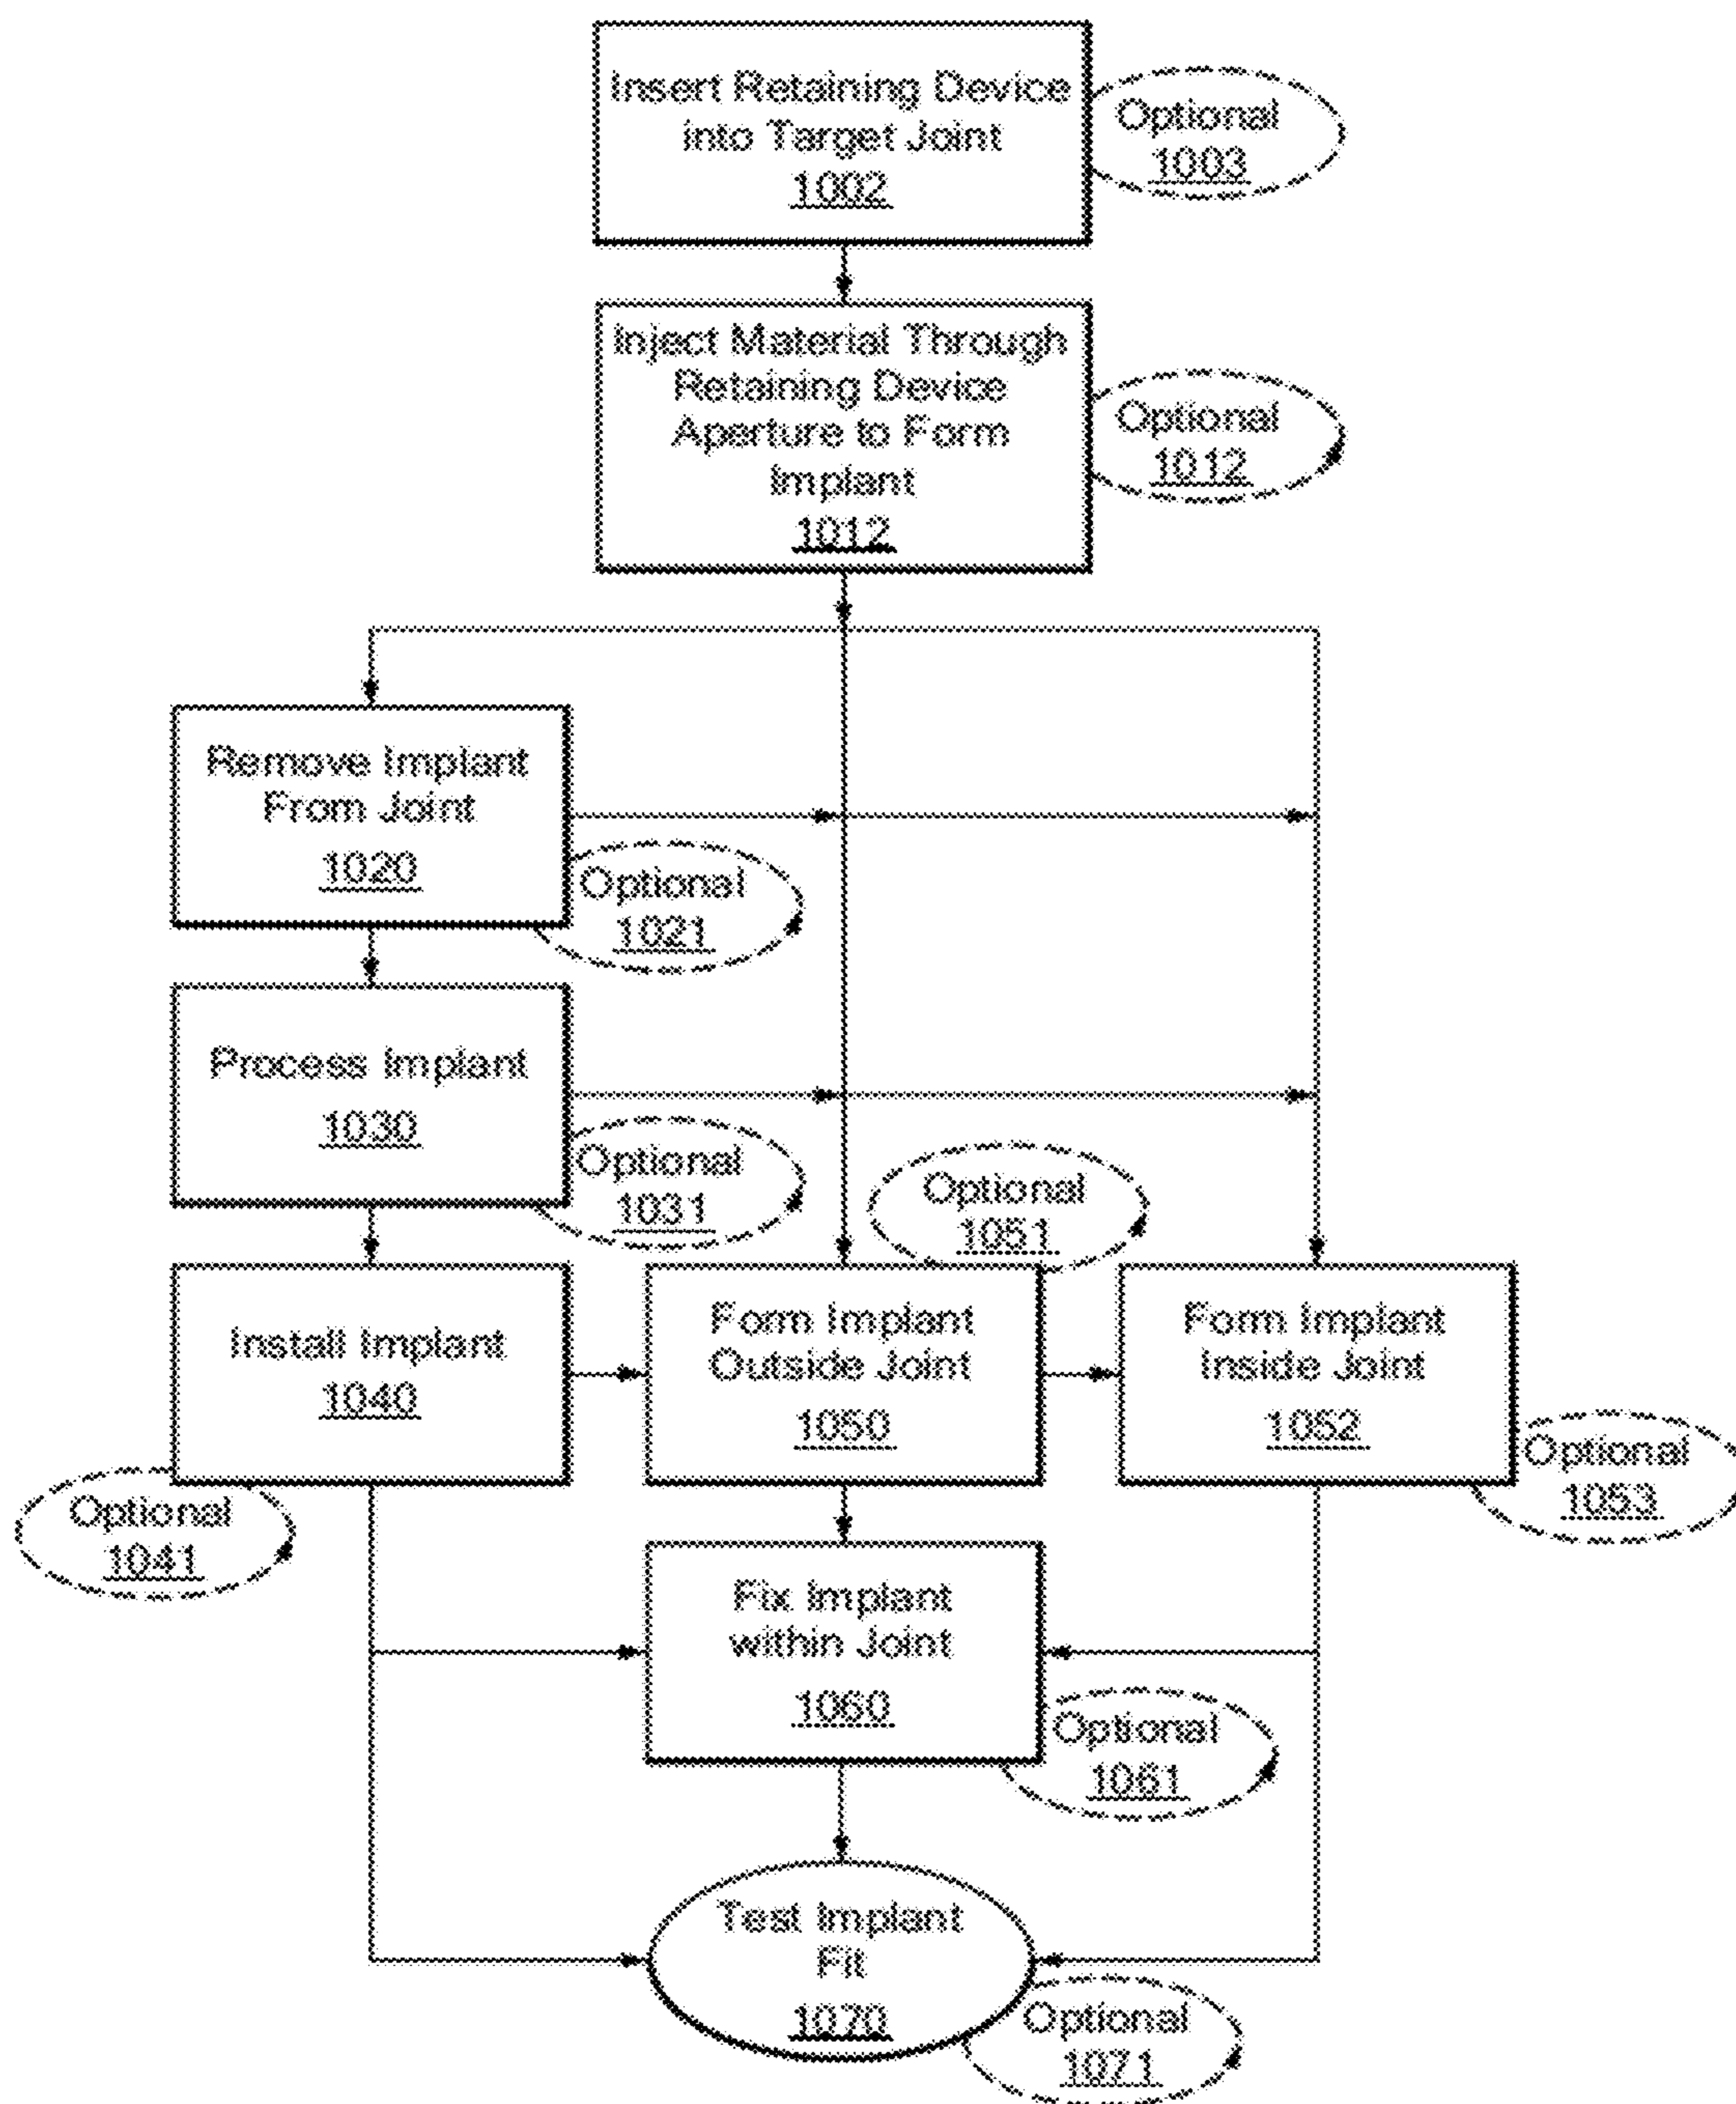 Insert Retaining Device
into Target Joint
1002
Optional
1003
Inject Material Through
Retaining Device
Aperture to Form
Implant
1012
Optional
1012
Remove Implant
From Joint
1020
Optional
1021
Process Implant
1030
Optional
1031
Optional
1051
Install Implant
1040
Optional
1041
Form Implant
Outside Joint
1050
Form Implant
Inside Joint
1052
Optional
1053
Fix Implant
within Joint
1060
Optional
1061
Test Implant
Fit
1070
Optional
1071